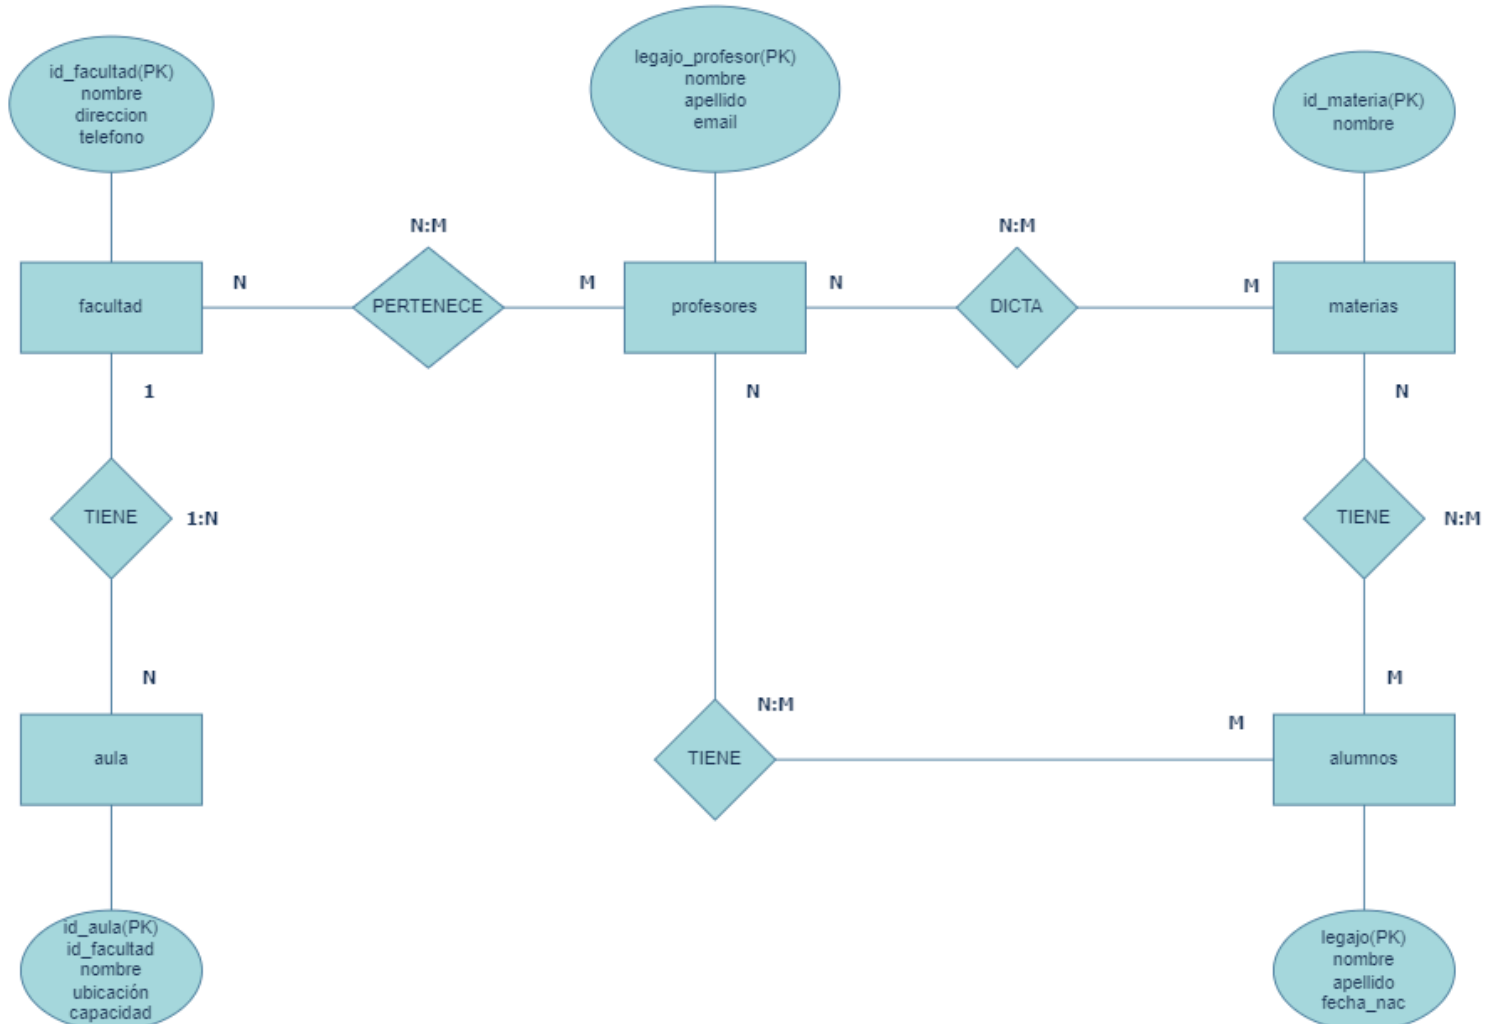 id_facultad(PK)
nombre
direccion
telefono
legajo_profesor(PK)
nombre
apellido
email
id_materia(PK)
nombre
N:M
N:M
facultad
N
PERTENECE
M
profesores
N
DICTA
M
materias
1
N
N
TIENE
1:N
TIENE
N:M
N
M
N:M
M
aula
TIENE
alumnos
id_aula(PK)
id_facultad
nombre
ubicación
capacidad
legajo(PK)
nombre
apellido
fecha_nac